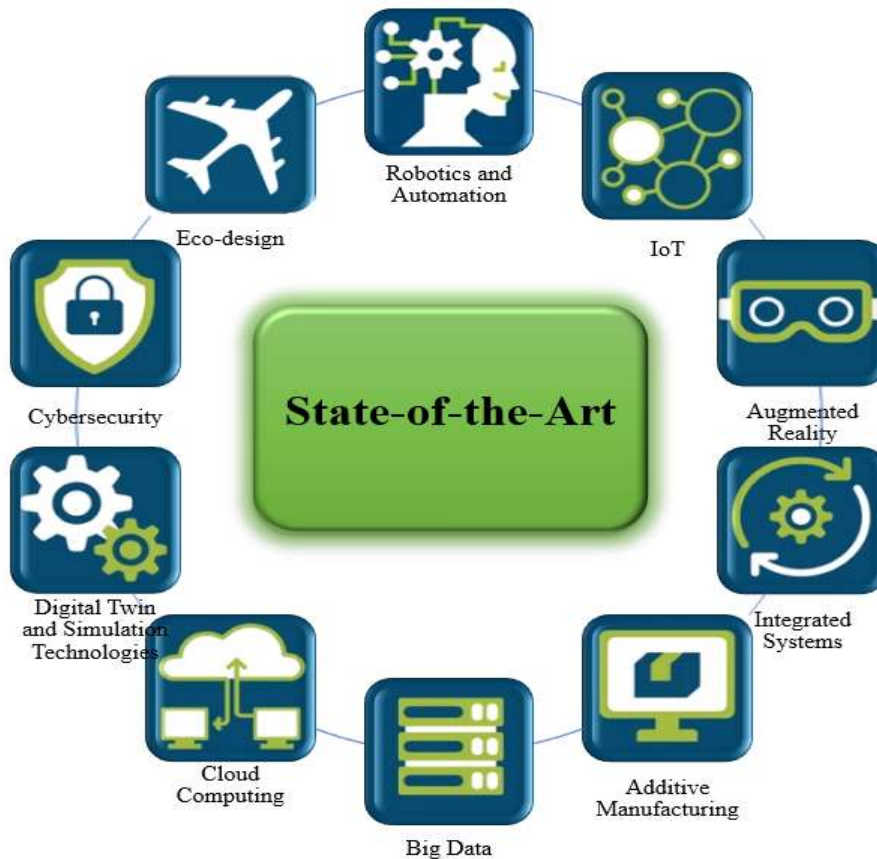 Robotics and
Automation
Eco-design
IoT
Cybersecurity
State-of-the-Art
Augmented
Reality
Digital Twin
and Simulation
Technologies
Integrated
Systems
Cloud
Computing
Additive
Manufacturing
Big Data